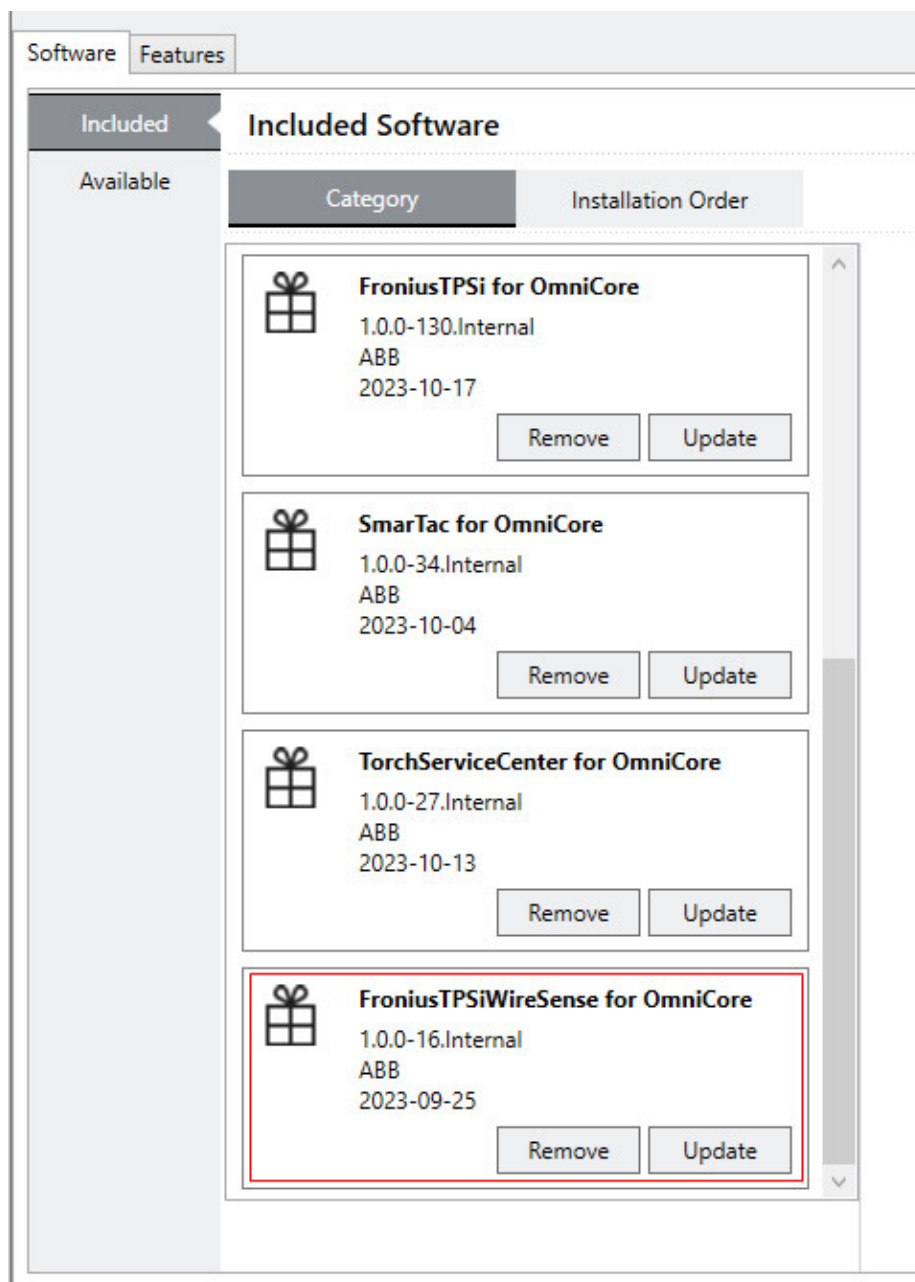 Software Features
Included
Available
Included Software
Category Installation Order
FroniusTPSi for OmniCore
1.0.0-130.Internal
ABB
2023-10-17
Remove Update
SmarTac for OmniCore
1.0.0-34.Internal
ABB
2023-10-04
Remove Update
TorchServiceCenter for OmniCore
1.0.0-27.Internal
ABB
2023-10-13
Remove Update
FroniusTPSiWireSense for OmniCore
1.0.0-16.Internal
ABB
2023-09-25
Remove Update